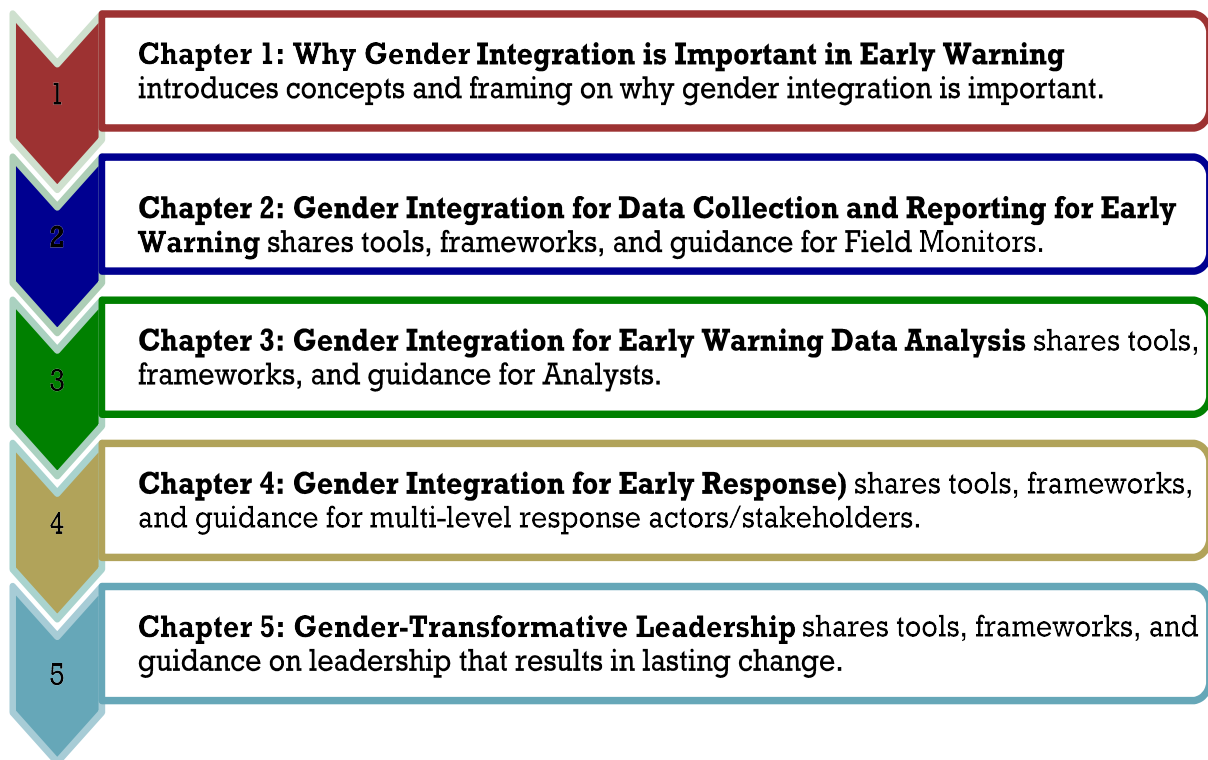 1
Chapter 1: Why Gender Integration is Important in Early Warning
introduces concepts and framing on why gender integration is important.
2
Chapter 2: Gender Integration for Data Collection and Reporting for Early
Warning shares tools, frameworks, and guidance for Field Monitors.
3
Chapter 3: Gender Integration for Early Warning Data Analysis shares tools,
frameworks, and guidance for Analysts.
4
Chapter 4: Gender Integration for Early Response) shares tools, frameworks,
and guidance for multi-level response actors/stakeholders.
5
Chapter 5: Gender-Transformative Leadership shares tools, frameworks, and
guidance on leadership that results in lasting change.